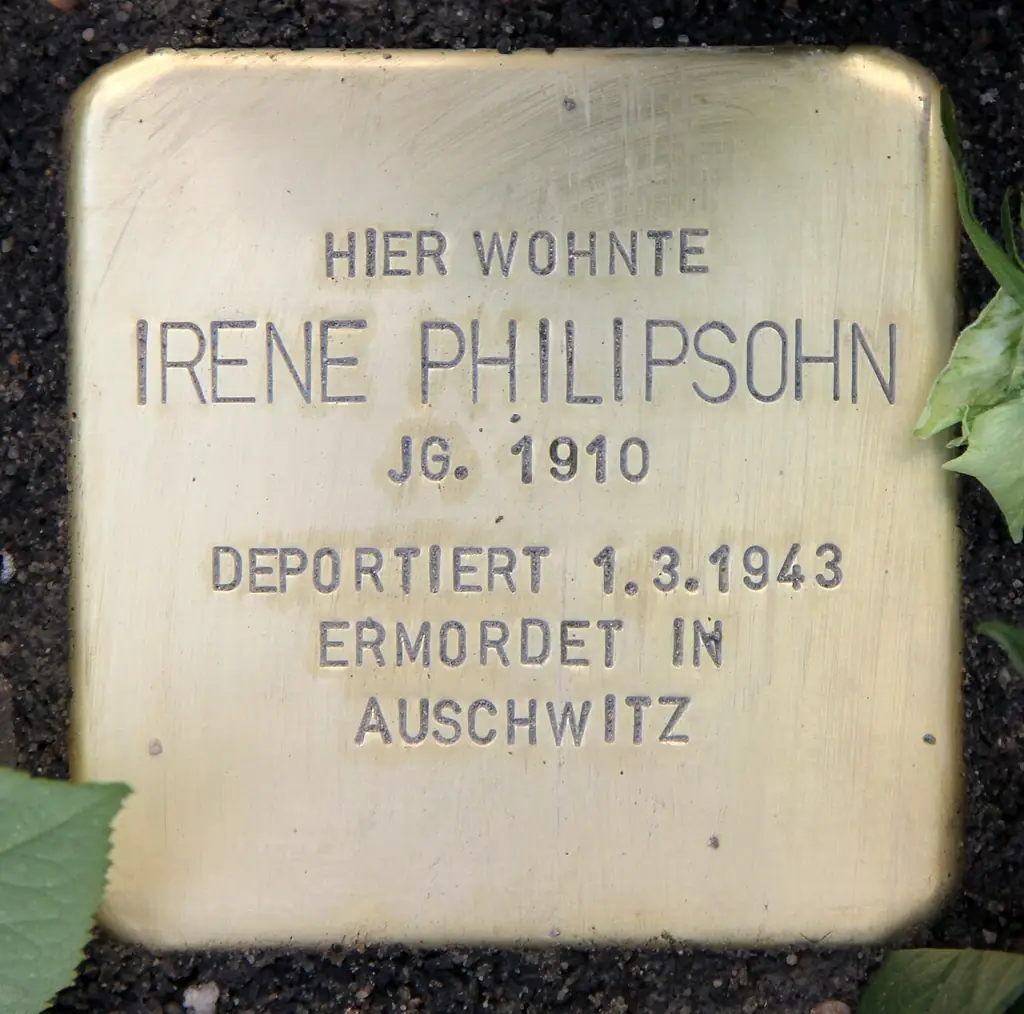 HIER WOHNTE
IRENE PHILIPSOHN
JG. 1910
DEPORTIERT 1.3.1943
ERMORDET IN
AUSCHWITZ